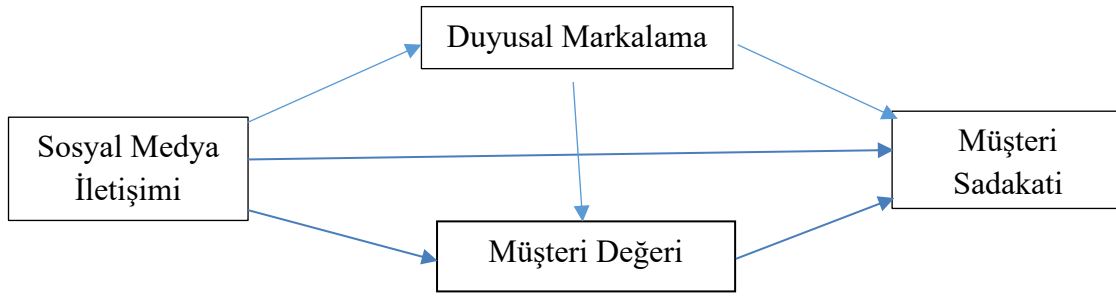 Duyusal Markalama
Sosyal Medya
İletişimi
Müşteri
Sadakati
Müşteri Değeri